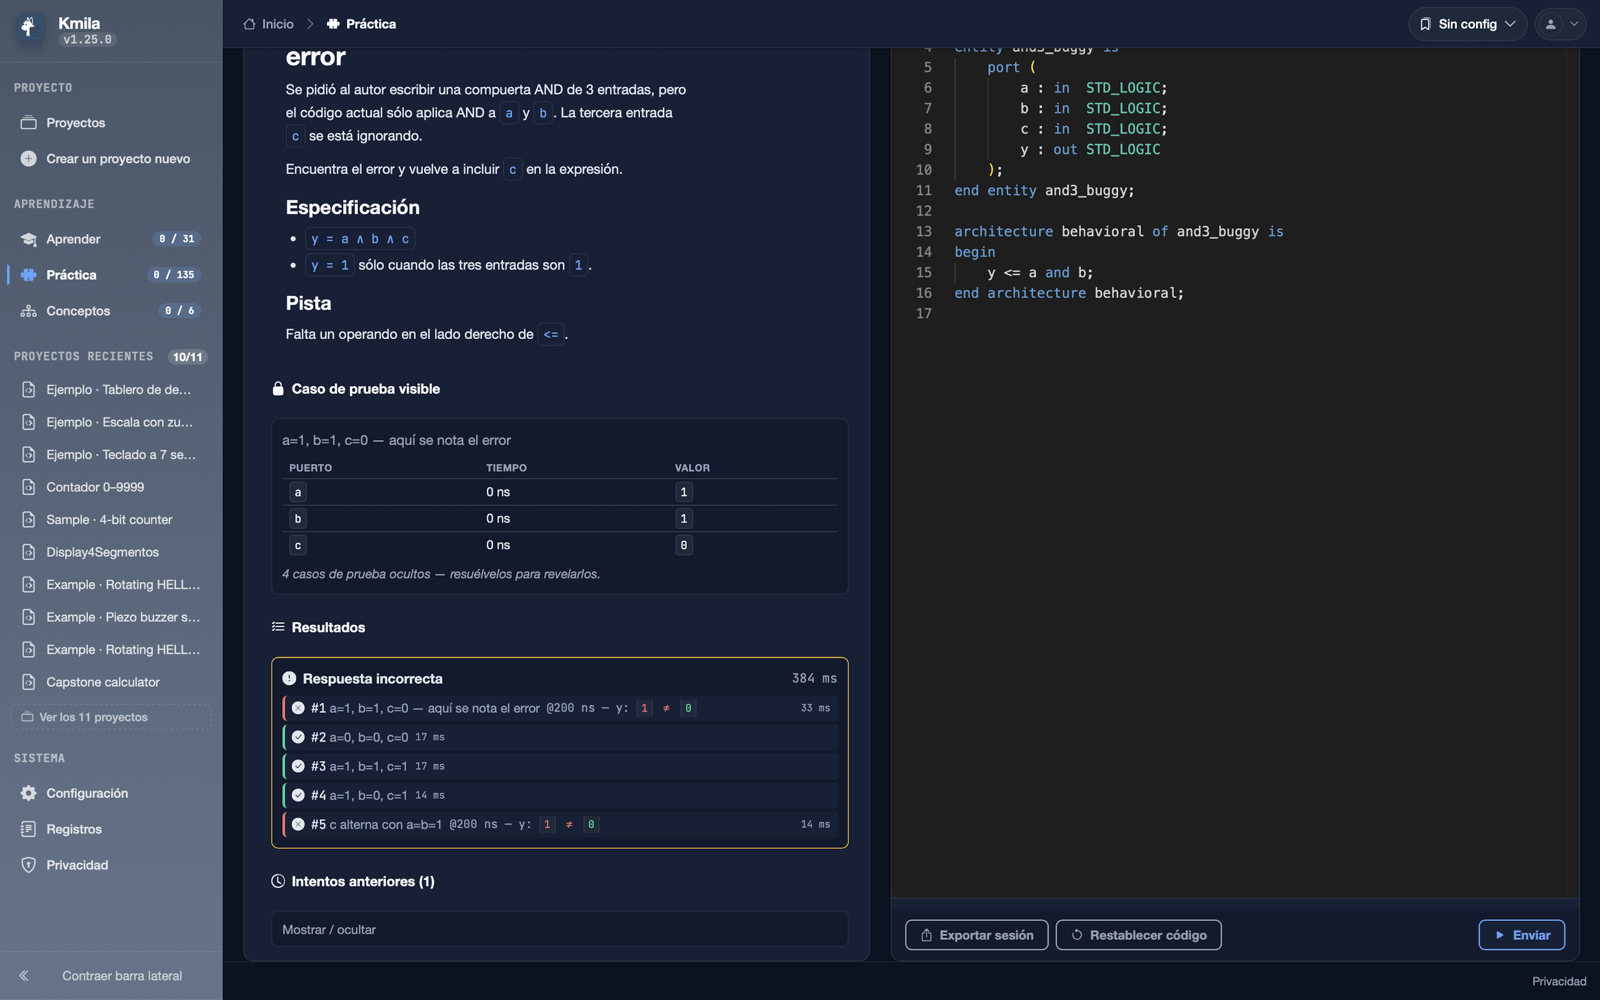 Kmila
v1.25.0
PROYECTO
Proyectos
Crear un proyecto nuevo
APRENDIZAJE
Aprender 0 / 31
Práctica 0 / 135
Conceptos 0 / 6
PROYECTOS RECIENTES 10/11
Ejemplo · Tablero de de...
Ejemplo · Escala con zu...
Ejemplo · Teclado a 7 se...
Contador 0–9999
Sample · 4-bit counter
Display4Segmentos
Example · Rotating HELL...
Example · Piezo buzzer s...
Example · Rotating HELL...
Capstone calculator
Ver los 11 proyectos
SISTEMA
Configuración
Registros
Privacidad
Contraer barra lateral
Inicio
Práctica
Sin config
error
Se pidió al autor escribir una compuerta AND de 3 entradas, pero
el código actual sólo aplica AND a a y b. La tercera entrada
c se está ignorando.
Encuentra el error y vuelve a incluir c en la expresión.
Especificación
y = a ∧ b ∧ c
y = 1 sólo cuando las tres entradas son 1.
Pista
Falta un operando en el lado derecho de <=.
Caso de prueba visible
a=1, b=1, c=0 — aquí se nota el error
PUERTO TIEMPO VALOR
a 0 ns 1
b 0 ns 1
c 0 ns 0
4 casos de prueba ocultos — resuélvelos para revelarlos.
Resultados
Respuesta incorrecta 384 ms
#1 a=1, b=1, c=0 — aquí se nota el error @200 ns — y: 1 ≠ 0 33 ms
#2 a=0, b=0, c=0 17 ms
#3 a=1, b=1, c=1 17 ms
#4 a=1, b=0, c=1 14 ms
#5 c alterna con a=b=1 @200 ns — y: 1 ≠ 0 14 ms
Intentos anteriores (1)
Mostrar / ocultar
4 entity and3_buggy is
5 port (
6 a : in STD_LOGIC;
7 b : in STD_LOGIC;
8 c : in STD_LOGIC;
9 y : out STD_LOGIC
10 );
11 end entity and3_buggy;
12
13 architecture behavioral of and3_buggy is
14 begin
15 y <= a and b;
16 end architecture behavioral;
17
Exportar sesión
Restablecer código
Enviar
Privacidad